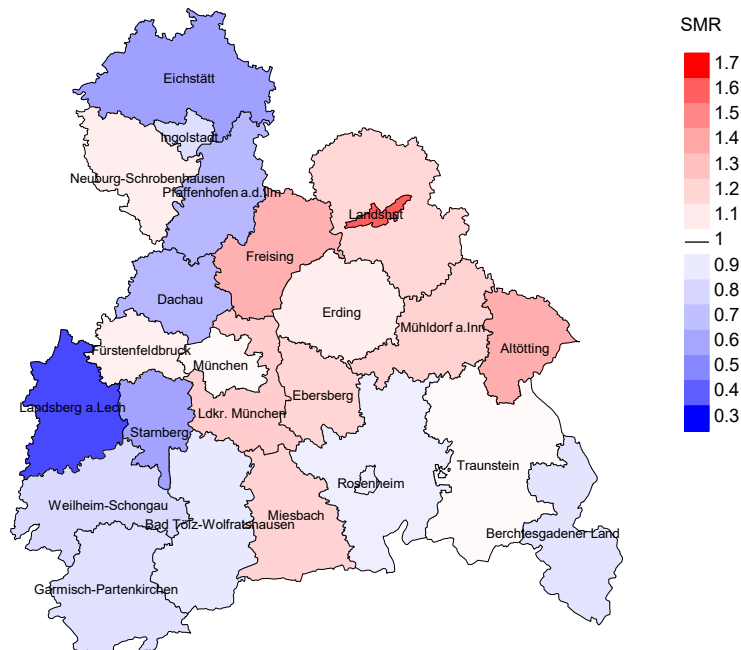 SMR
1.7
1.6
1.5
1.4
1.3
1.2
1.1
1
0.9
0.8
0.7
0.6
0.5
0.4
0.3
Eichstätt
Ingolstadt
Neuburg-Schrobenhausen
Pfaffenhofen a.d.Ilm
Landshut
Freising
Dachau
Erding
Mühldorf a.Inn
Altötting
Fürstenfeldbruck
München
Ebersberg
Landsberg a.Lech
Ldkr. München
Starnberg
Traunstein
Rosenheim
Weilheim-Schongau
Miesbach
Bad Tölz-Wolfratshausen
Berchtesgadener Land
Garmisch-Partenkirchen